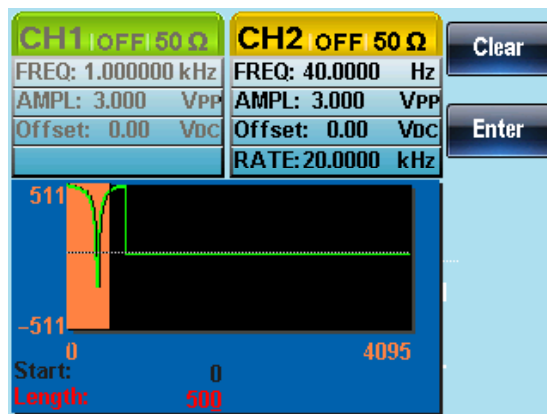 CH1 OFF 50 Ω
FREQ: 1.000000 kHz
AMPL: 3.000 VPP
Offset: 0.00 VDC
CH2 OFF 50 Ω
FREQ: 40.0000 Hz
AMPL: 3.000 VPP
Offset: 0.00 VDC
RATE: 20.0000 kHz
Clear
Enter
511
-511
0
4095
Start: 0
Length: 500